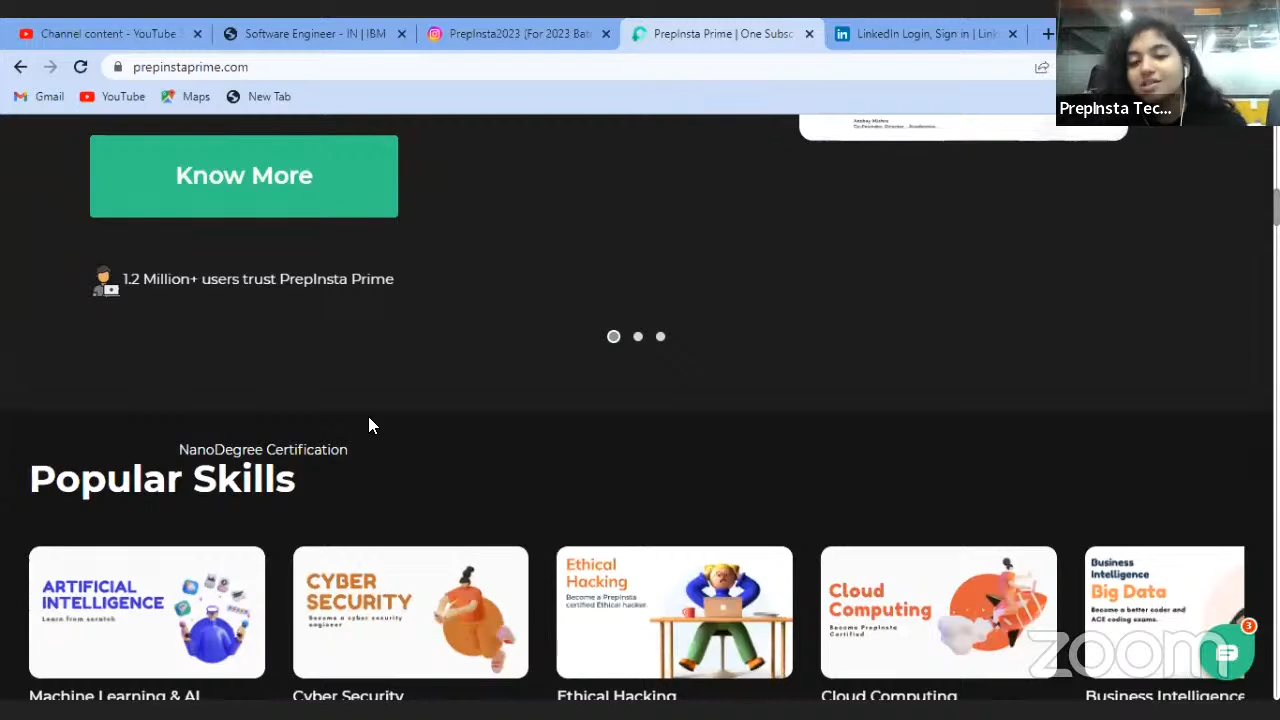 Channel content - YouTube
Software Engineer - IN | IBM
PrepInsta2023 [For 2023 Bat
PrepInsta Prime | One Subsc
LinkedIn Login, Sign in | Link
prepinstaprime.com
Gmail
YouTube
Maps
New Tab
PrepInsta Tec...
Know More
1.2 Million+ users trust PrepInsta Prime
NanoDegree Certification
Popular Skills
ARTIFICIAL
INTELLIGENCE
Learn from scratch
CYBER
SECURITY
Become a cyber security
engineer
Ethical
Hacking
Become a PrepInsta
certified Ethical hacker.
Cloud
Computing
Become PrepInsta
Certified
Business
Intelligence
Big Data
Become a better coder and
ACE coding exams.
3
zoom
Machine Learning & AI
Cyber Security
Ethical Hacking
Cloud Computing
Business Intelligence